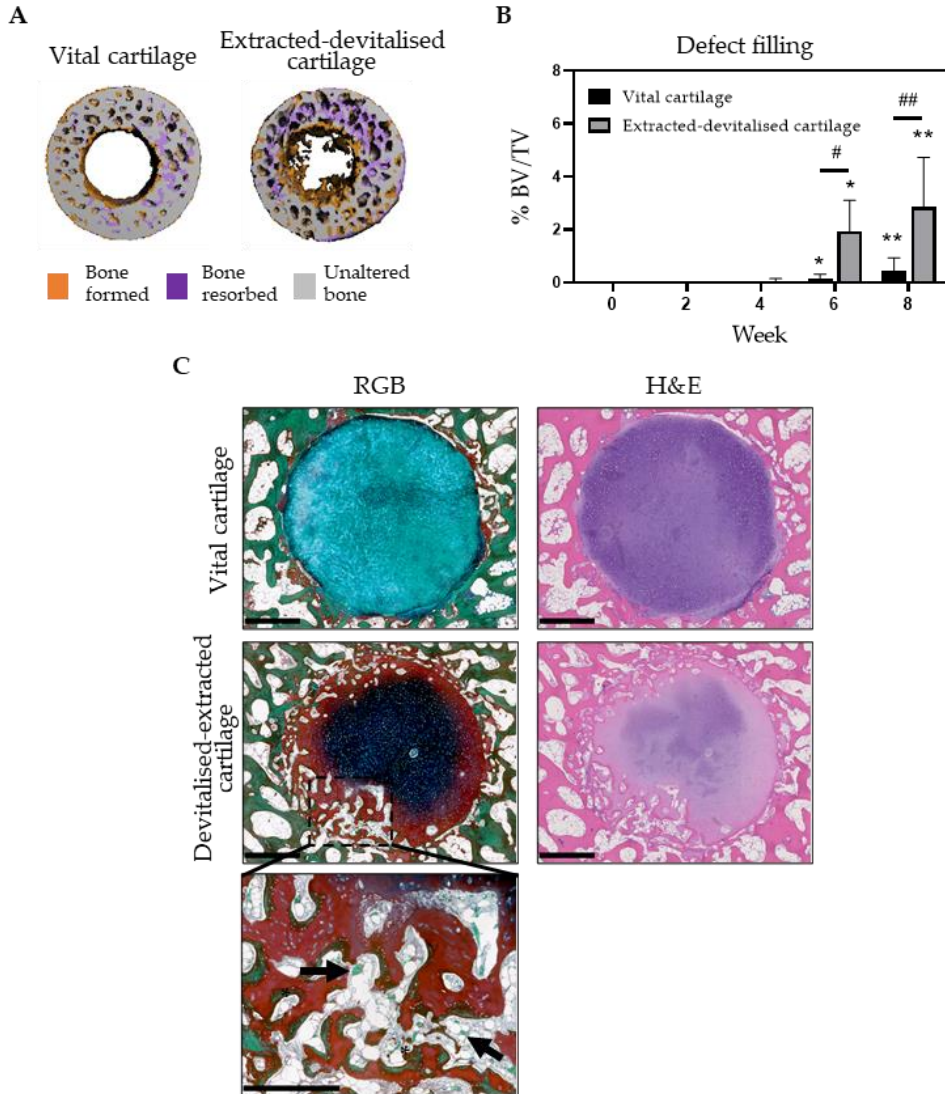 A
Vital cartilage
Extracted-devitalised
cartilage
Bone
formed
Bone
resorbed
Unaltered
bone
B
Defect filling
% BV/TV
8
6
4
2
0
Vital cartilage
Extracted-devitalised cartilage
#
##
*
*
**
**
0 2 4 6 8
Week
C
RGB
H&E
Vital cartilage
Devitalised-extracted
cartilage
*
*